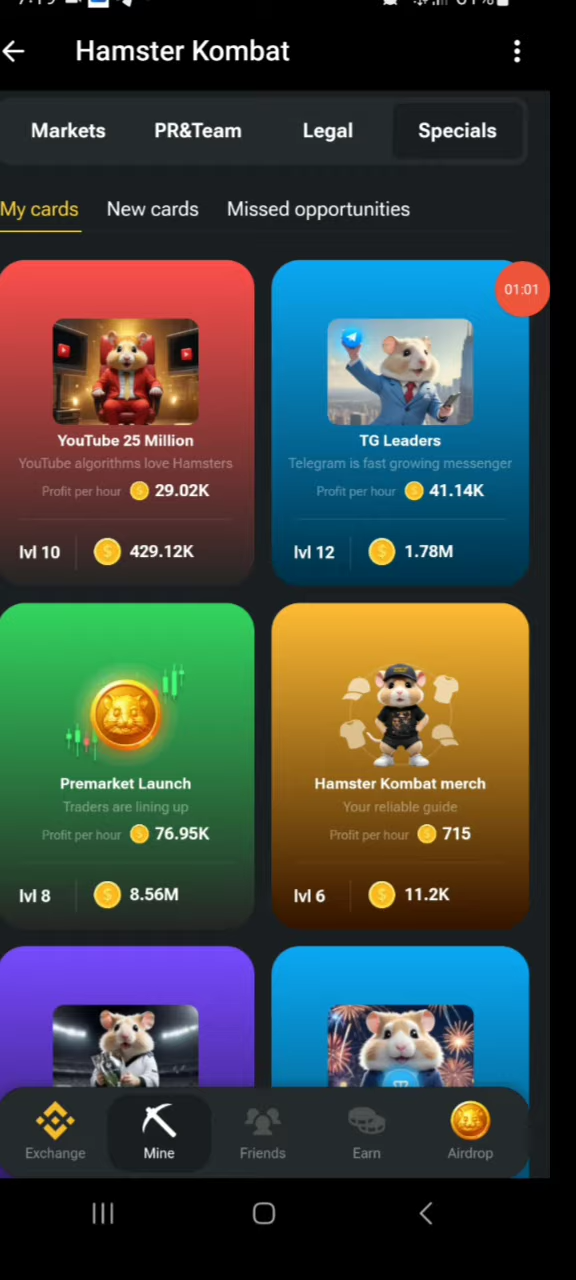 Hamster Kombat
Markets PR&Team Legal Specials
My cards New cards Missed opportunities
01:01
YouTube 25 Million
YouTube algorithms love Hamsters
Profit per hour 29.02K
lvl 10 429.12K
TG Leaders
Telegram is fast growing messenger
Profit per hour 41.14K
lvl 12 1.78M
Premarket Launch
Traders are lining up
Profit per hour 76.95K
lvl 8 8.56M
Hamster Kombat merch
Your reliable guide
Profit per hour 715
lvl 6 11.2K
Exchange Mine Friends Earn Airdrop